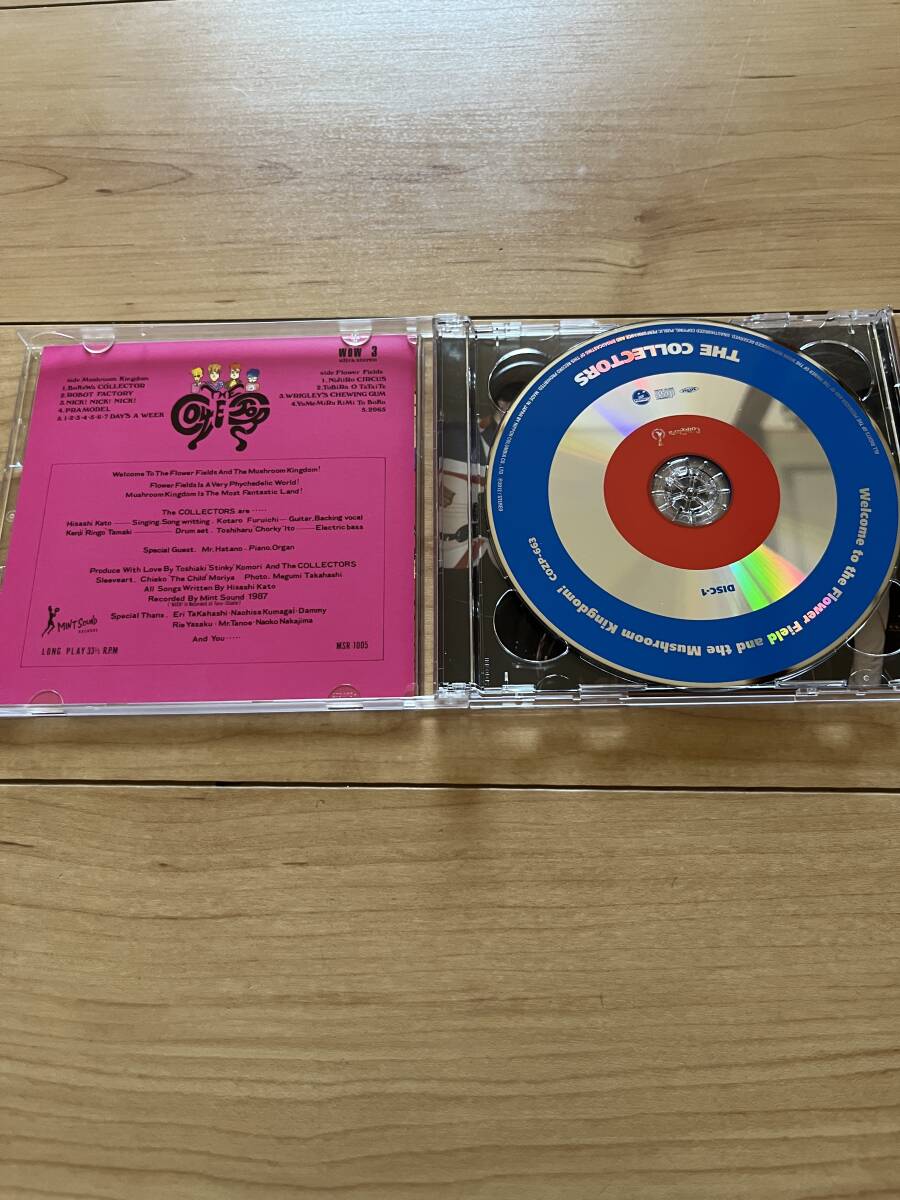 WOW 3
side Mushroom Kingdom
1. BoRoWa COLLECTOR
2. ROBOT FACTORY
3. NICK! NICK! NICK!
4. PRAMODEL
5. 1-2-3-4-5-6-7 DAYS A WEEK
side Flower Fields
1. NuRiRo CIRCUS
2. ToBiRa O TaTaiTe
3. WRIGLEY'S CHEWING GUM
5. 2065
THE
Welcome To The Flower Fields And The Mushroom Kingdom!
Flower Fields Is A Very Phychedelic World!
Mushroom Kingdom Is The Most Fantastic Land!
The COLLECTORS are ·····
Hisashi Kato —— Singing. Song writting . Kotaro Furuichi —— Guitar, Backing vocal
Kenji 'Ringo' Tamaki —— Drum set . Toshiharu 'Chorky' Ito —— Electric bass
Special Guest . Mr. Hatano - Piano, Organ
Produce With Love By Toshiaki 'Stinky' Komori And The COLLECTORS
Sleeveart . Chieko 'The Child' Moriya Photo . Megumi Takahashi
All Songs Written By Hisashi Kato
Recorded By Mint Sound 1987
Special Thanx . Eri TaKahashi · Naohisa Kumagai · Dammy
Rie Yasaku · Mr. Tanoe · Naoko Nakajima
And You ·····
MINT SOUND
RECORDS
LONG PLAY 33⅓ R.P.M
MSR 1005
THE COLLECTORS
DISC-1
Welcome to the Flower Field and the Mushroom Kingdom! COZP-663